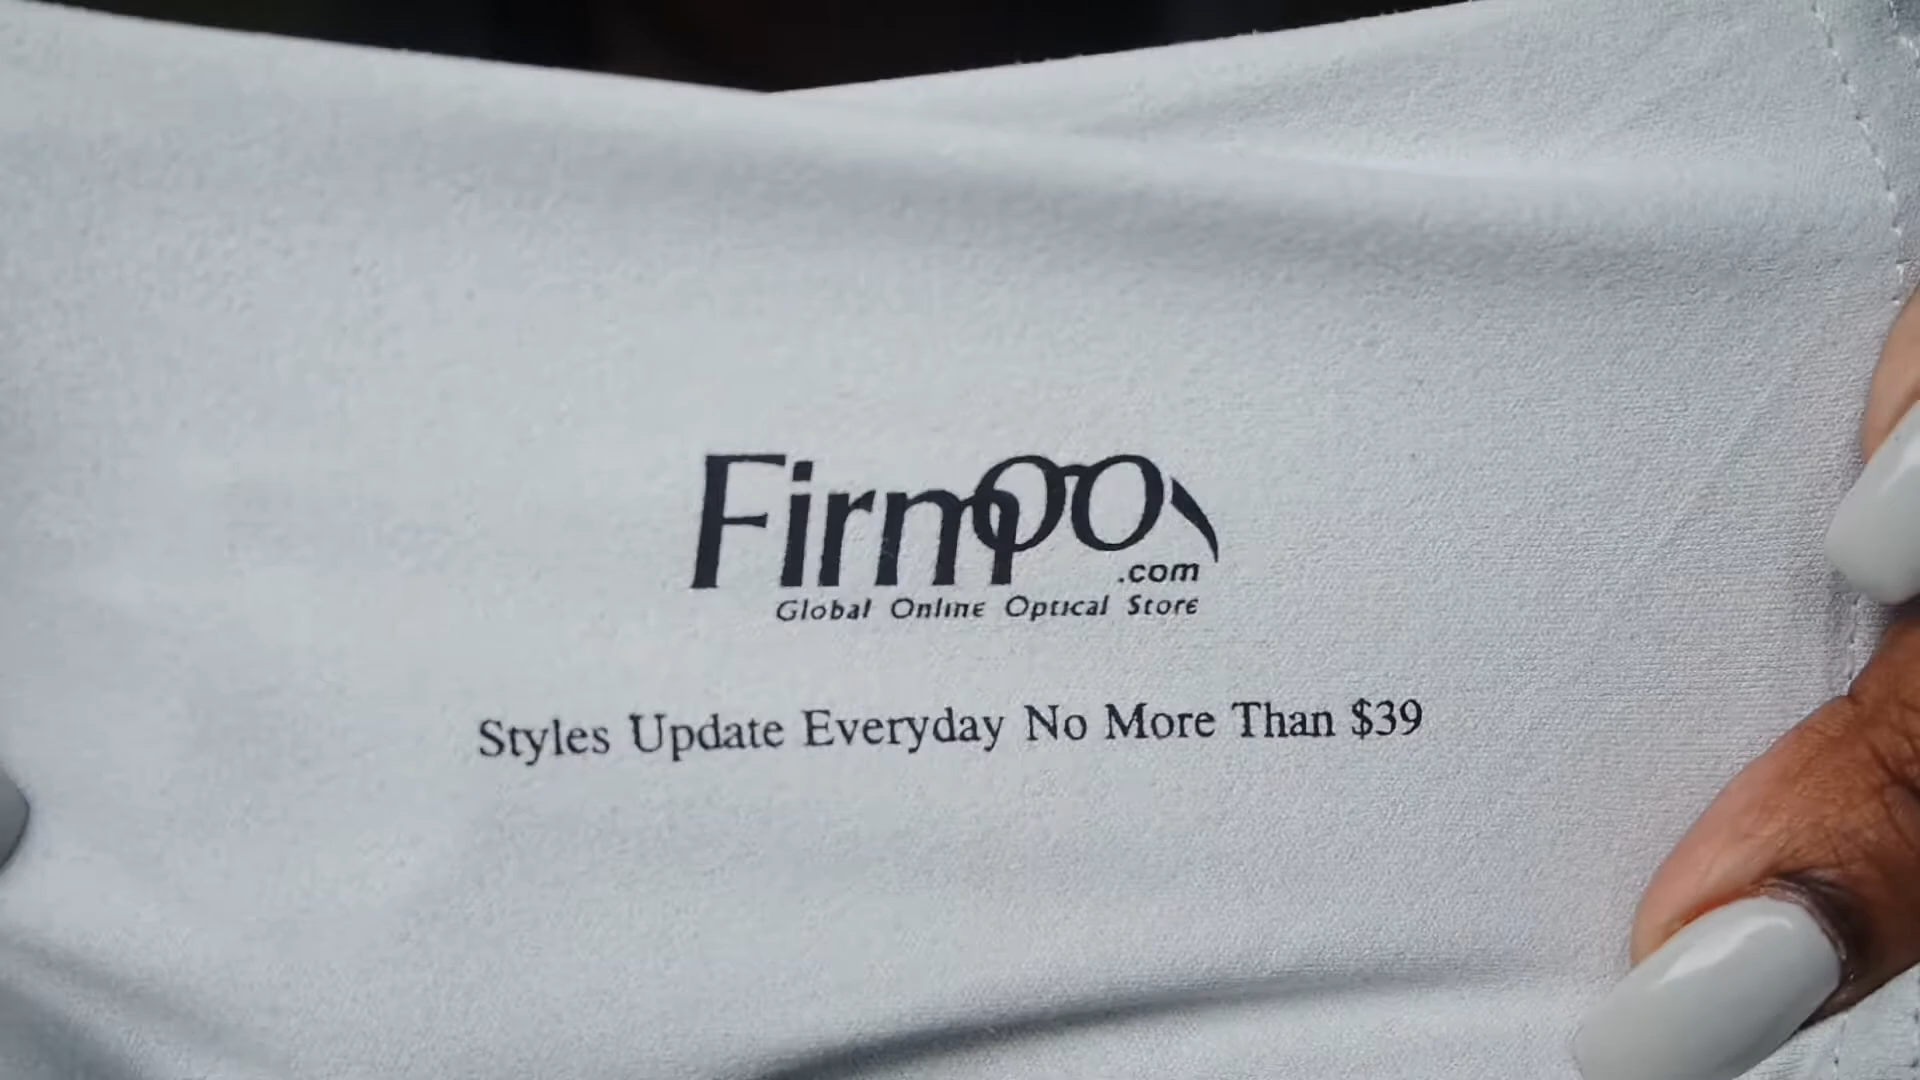 Firmoo
.com
Global Online Optical Store
Styles Update Everyday No More Than $39